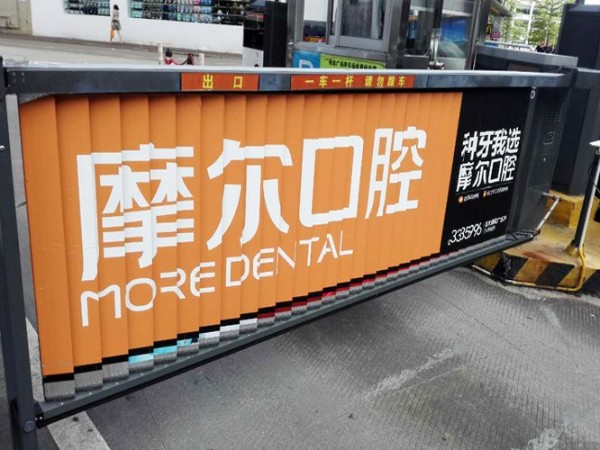 出口 一车一杆 请勿跟车
摩尔口腔
MORE DENTAL
种牙我选
摩尔口腔
3335996